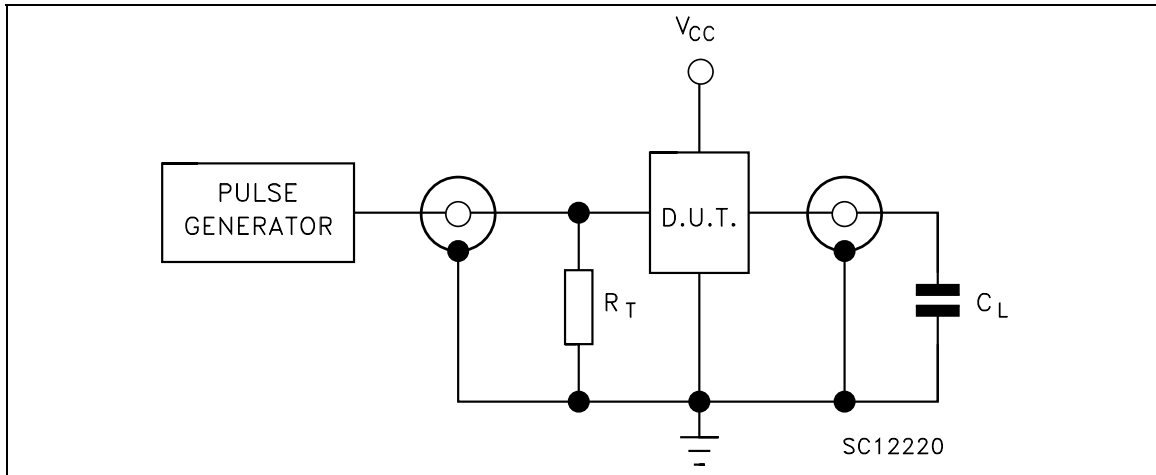 VCC
PULSE
GENERATOR
D.U.T.
RT
CL
SC12220